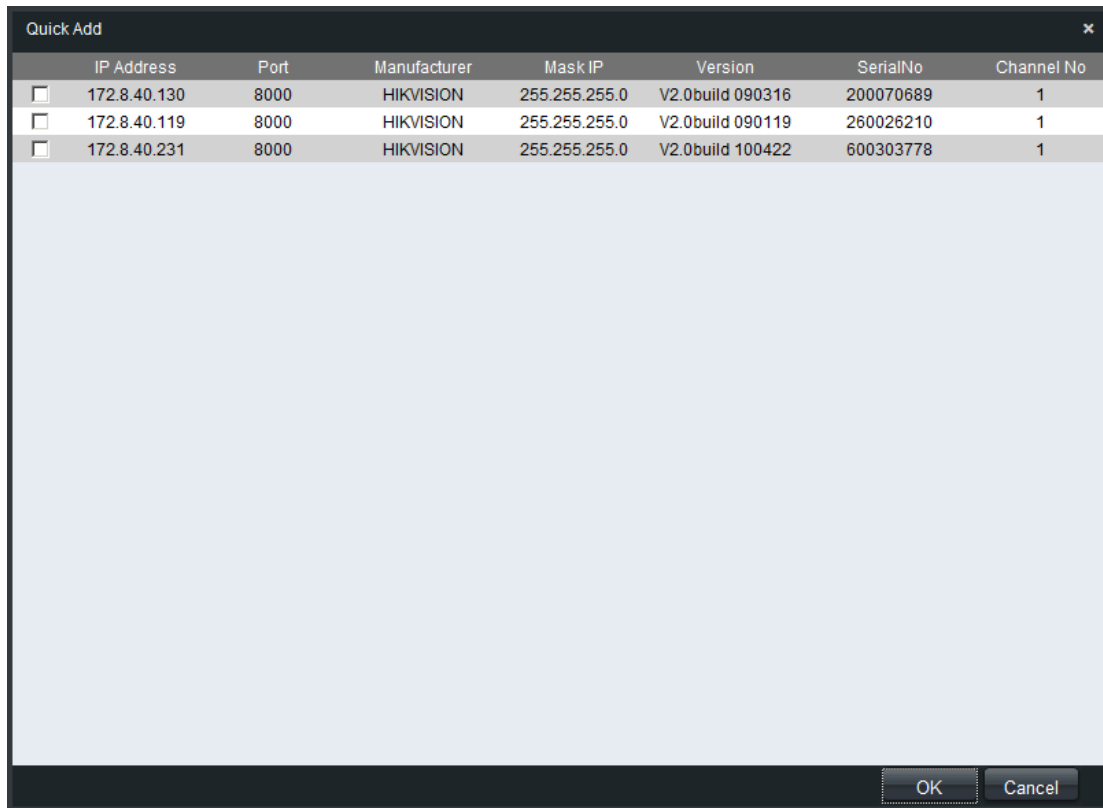 Quick Add
IP Address Port Manufacturer Mask IP Version SerialNo Channel No
172.8.40.130 8000 HIKVISION 255.255.255.0 V2.0build 090316 200070689 1
172.8.40.119 8000 HIKVISION 255.255.255.0 V2.0build 090119 260026210 1
172.8.40.231 8000 HIKVISION 255.255.255.0 V2.0build 100422 600303778 1
OK Cancel